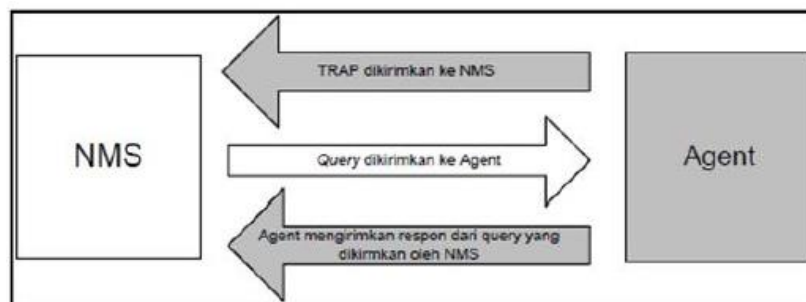 TRAP dikirimkan ke NMS
NMS
Query dikirimkan ke Agent
Agent
Agent mengirimkan respon dari query yang
dikirmkan oleh NMS